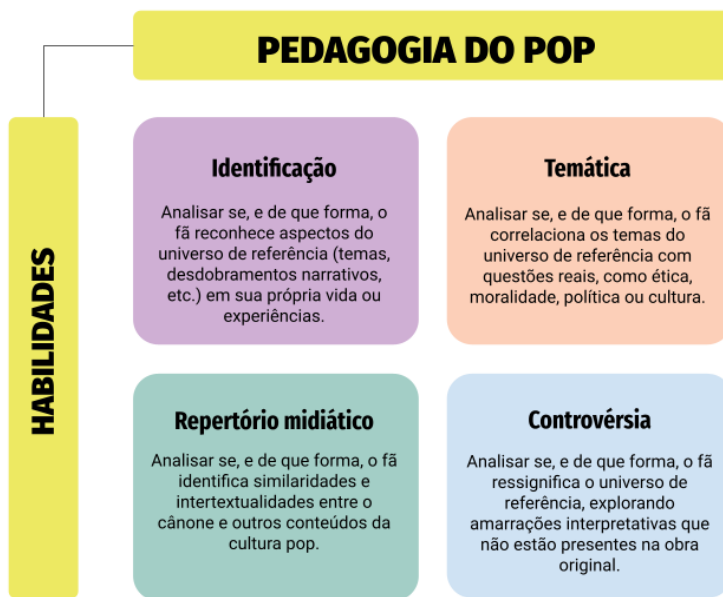 PEDAGOGIA DO POP
HABILIDADES
Identificação
Analisar se, e de que forma, o
fã reconhece aspectos do
universo de referência (temas,
desdobramentos narrativos,
etc.) em sua própria vida ou
experiências.
Temática
Analisar se, e de que forma, o fã
correlaciona os temas do
universo de referência com
questões reais, como ética,
moralidade, política ou cultura.
Repertório midiático
Analisar se, e de que forma, o fã
identifica similaridades e
intertextualidades entre o
cânone e outros conteúdos da
cultura pop.
Controvérsia
Analisar se, e de que forma, o fã
ressignifica o universo de
referência, explorando
amarrações interpretativas que
não estão presentes na obra
original.